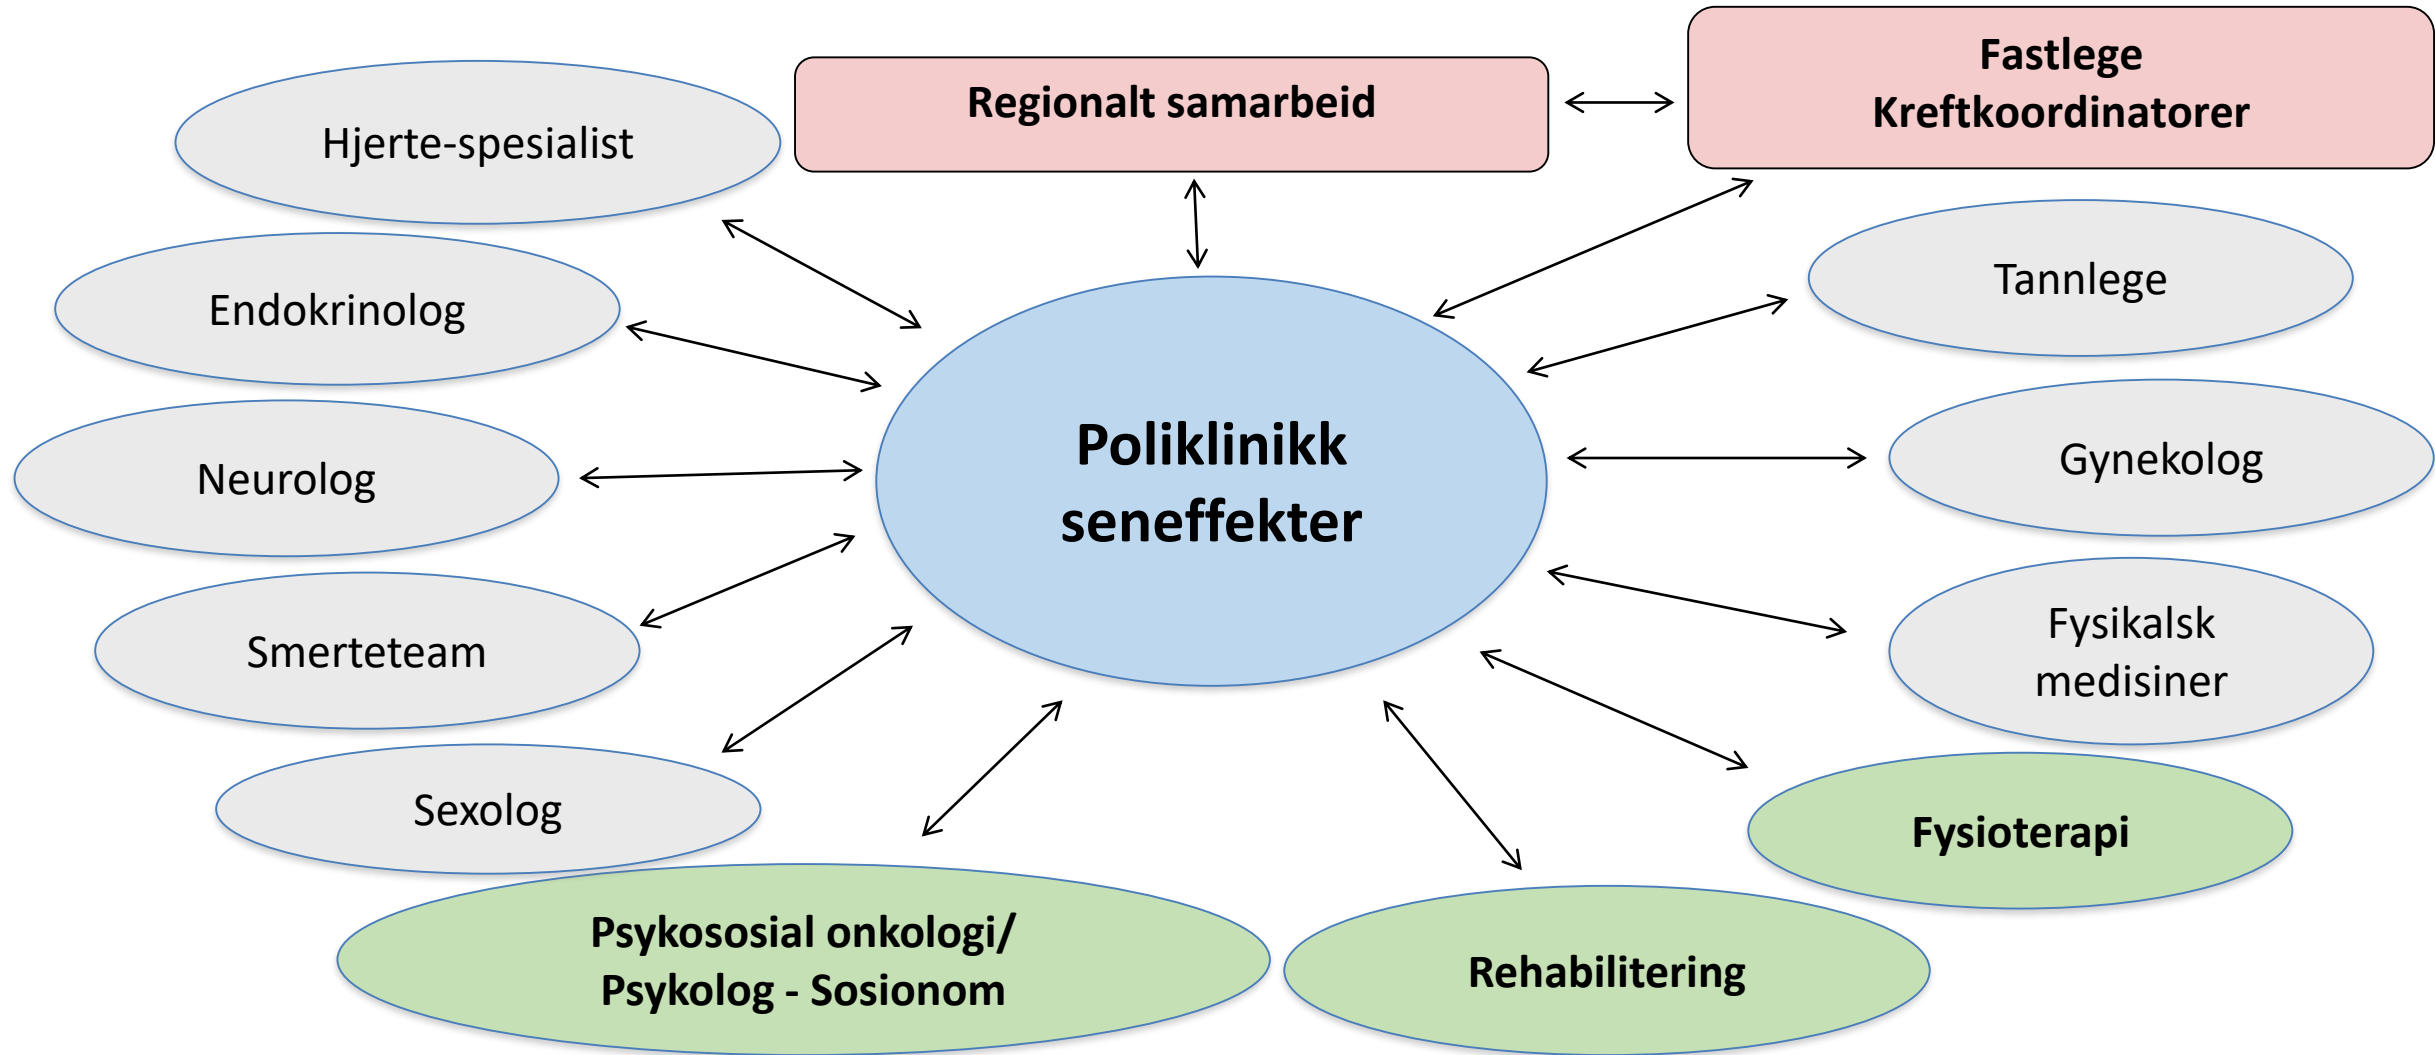 Fastlege
Kreftkoordinatorer
Regionalt samarbeid
Hjerte-spesialist
Tannlege
Endokrinolog
Poliklinikk
seneffekter
Gynekolog
Neurolog
Fysikalsk
medisiner
Smerteteam
Sexolog
Fysioterapi
Psykososial onkologi/
Psykolog - Sosionom
Rehabilitering